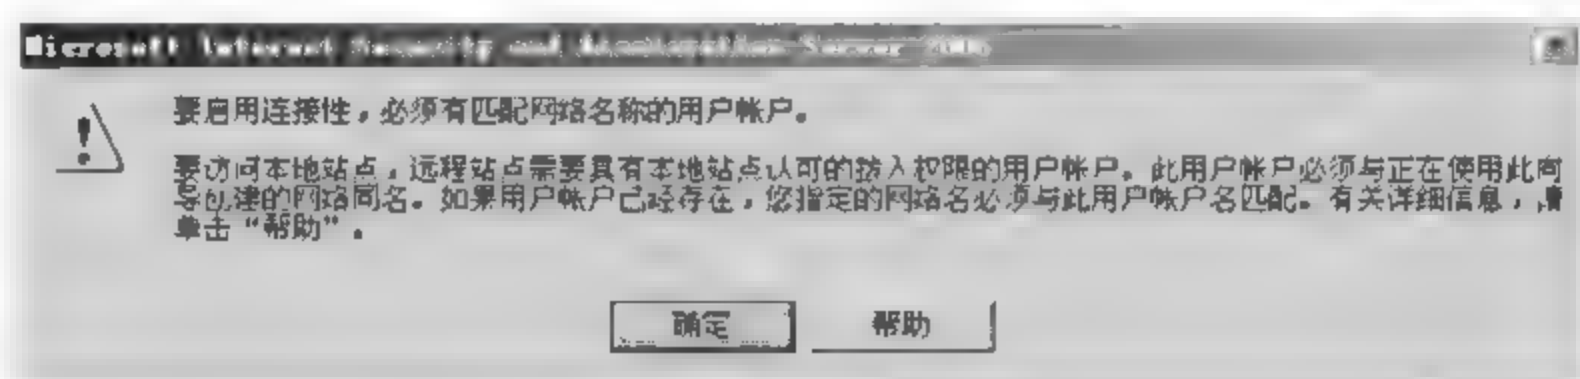 Microsoft Internet Security and Acceleration Server 2006
要启用连接性，必须有匹配网络名称的用户帐户。
要访问本地站点，远程站点需要具有本地站点认可的拨入权限的用户帐户。此用户帐户必须与正在使用此向
导创建的网络同名。如果用户帐户已经存在，您指定的网络名必须与此用户帐户名匹配。有关详细信息，请
单击“帮助”。
确定 帮助